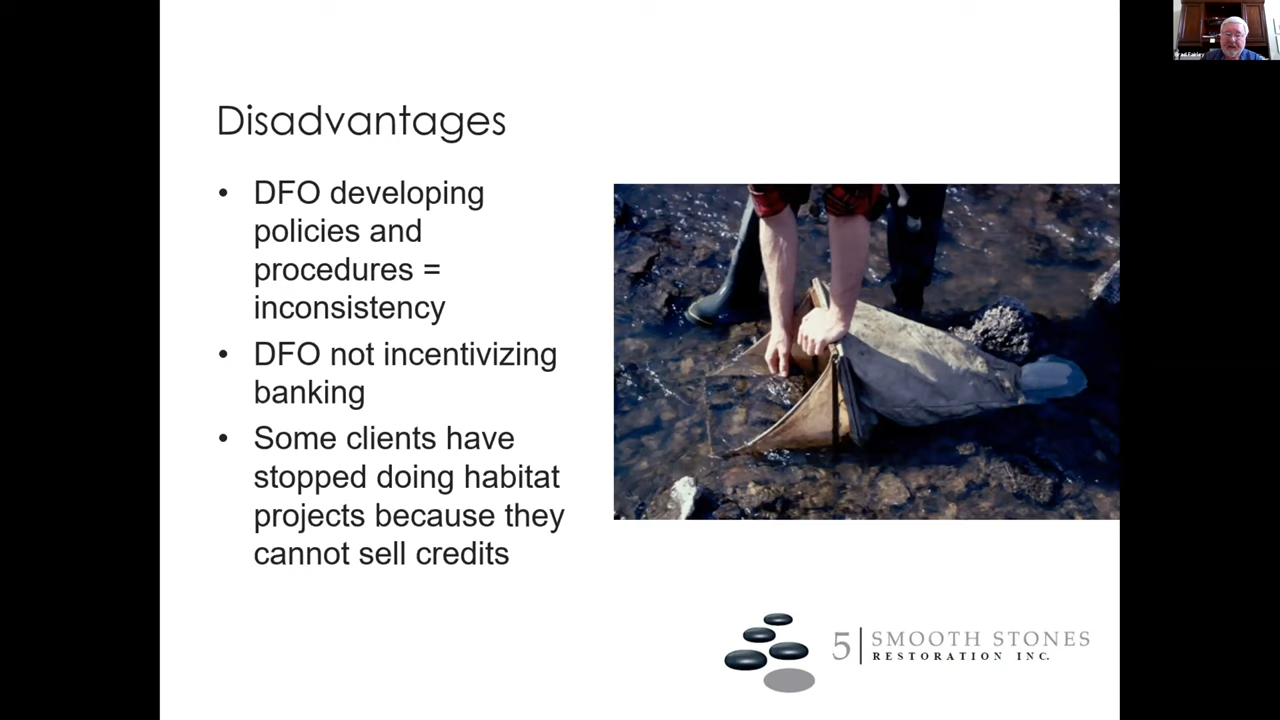 Disadvantages
• DFO developing
policies and
procedures =
inconsistency
• DFO not incentivizing
banking
• Some clients have
stopped doing habitat
projects because they
cannot sell credits
5 | SMOOTH STONES
RESTORATION INC.